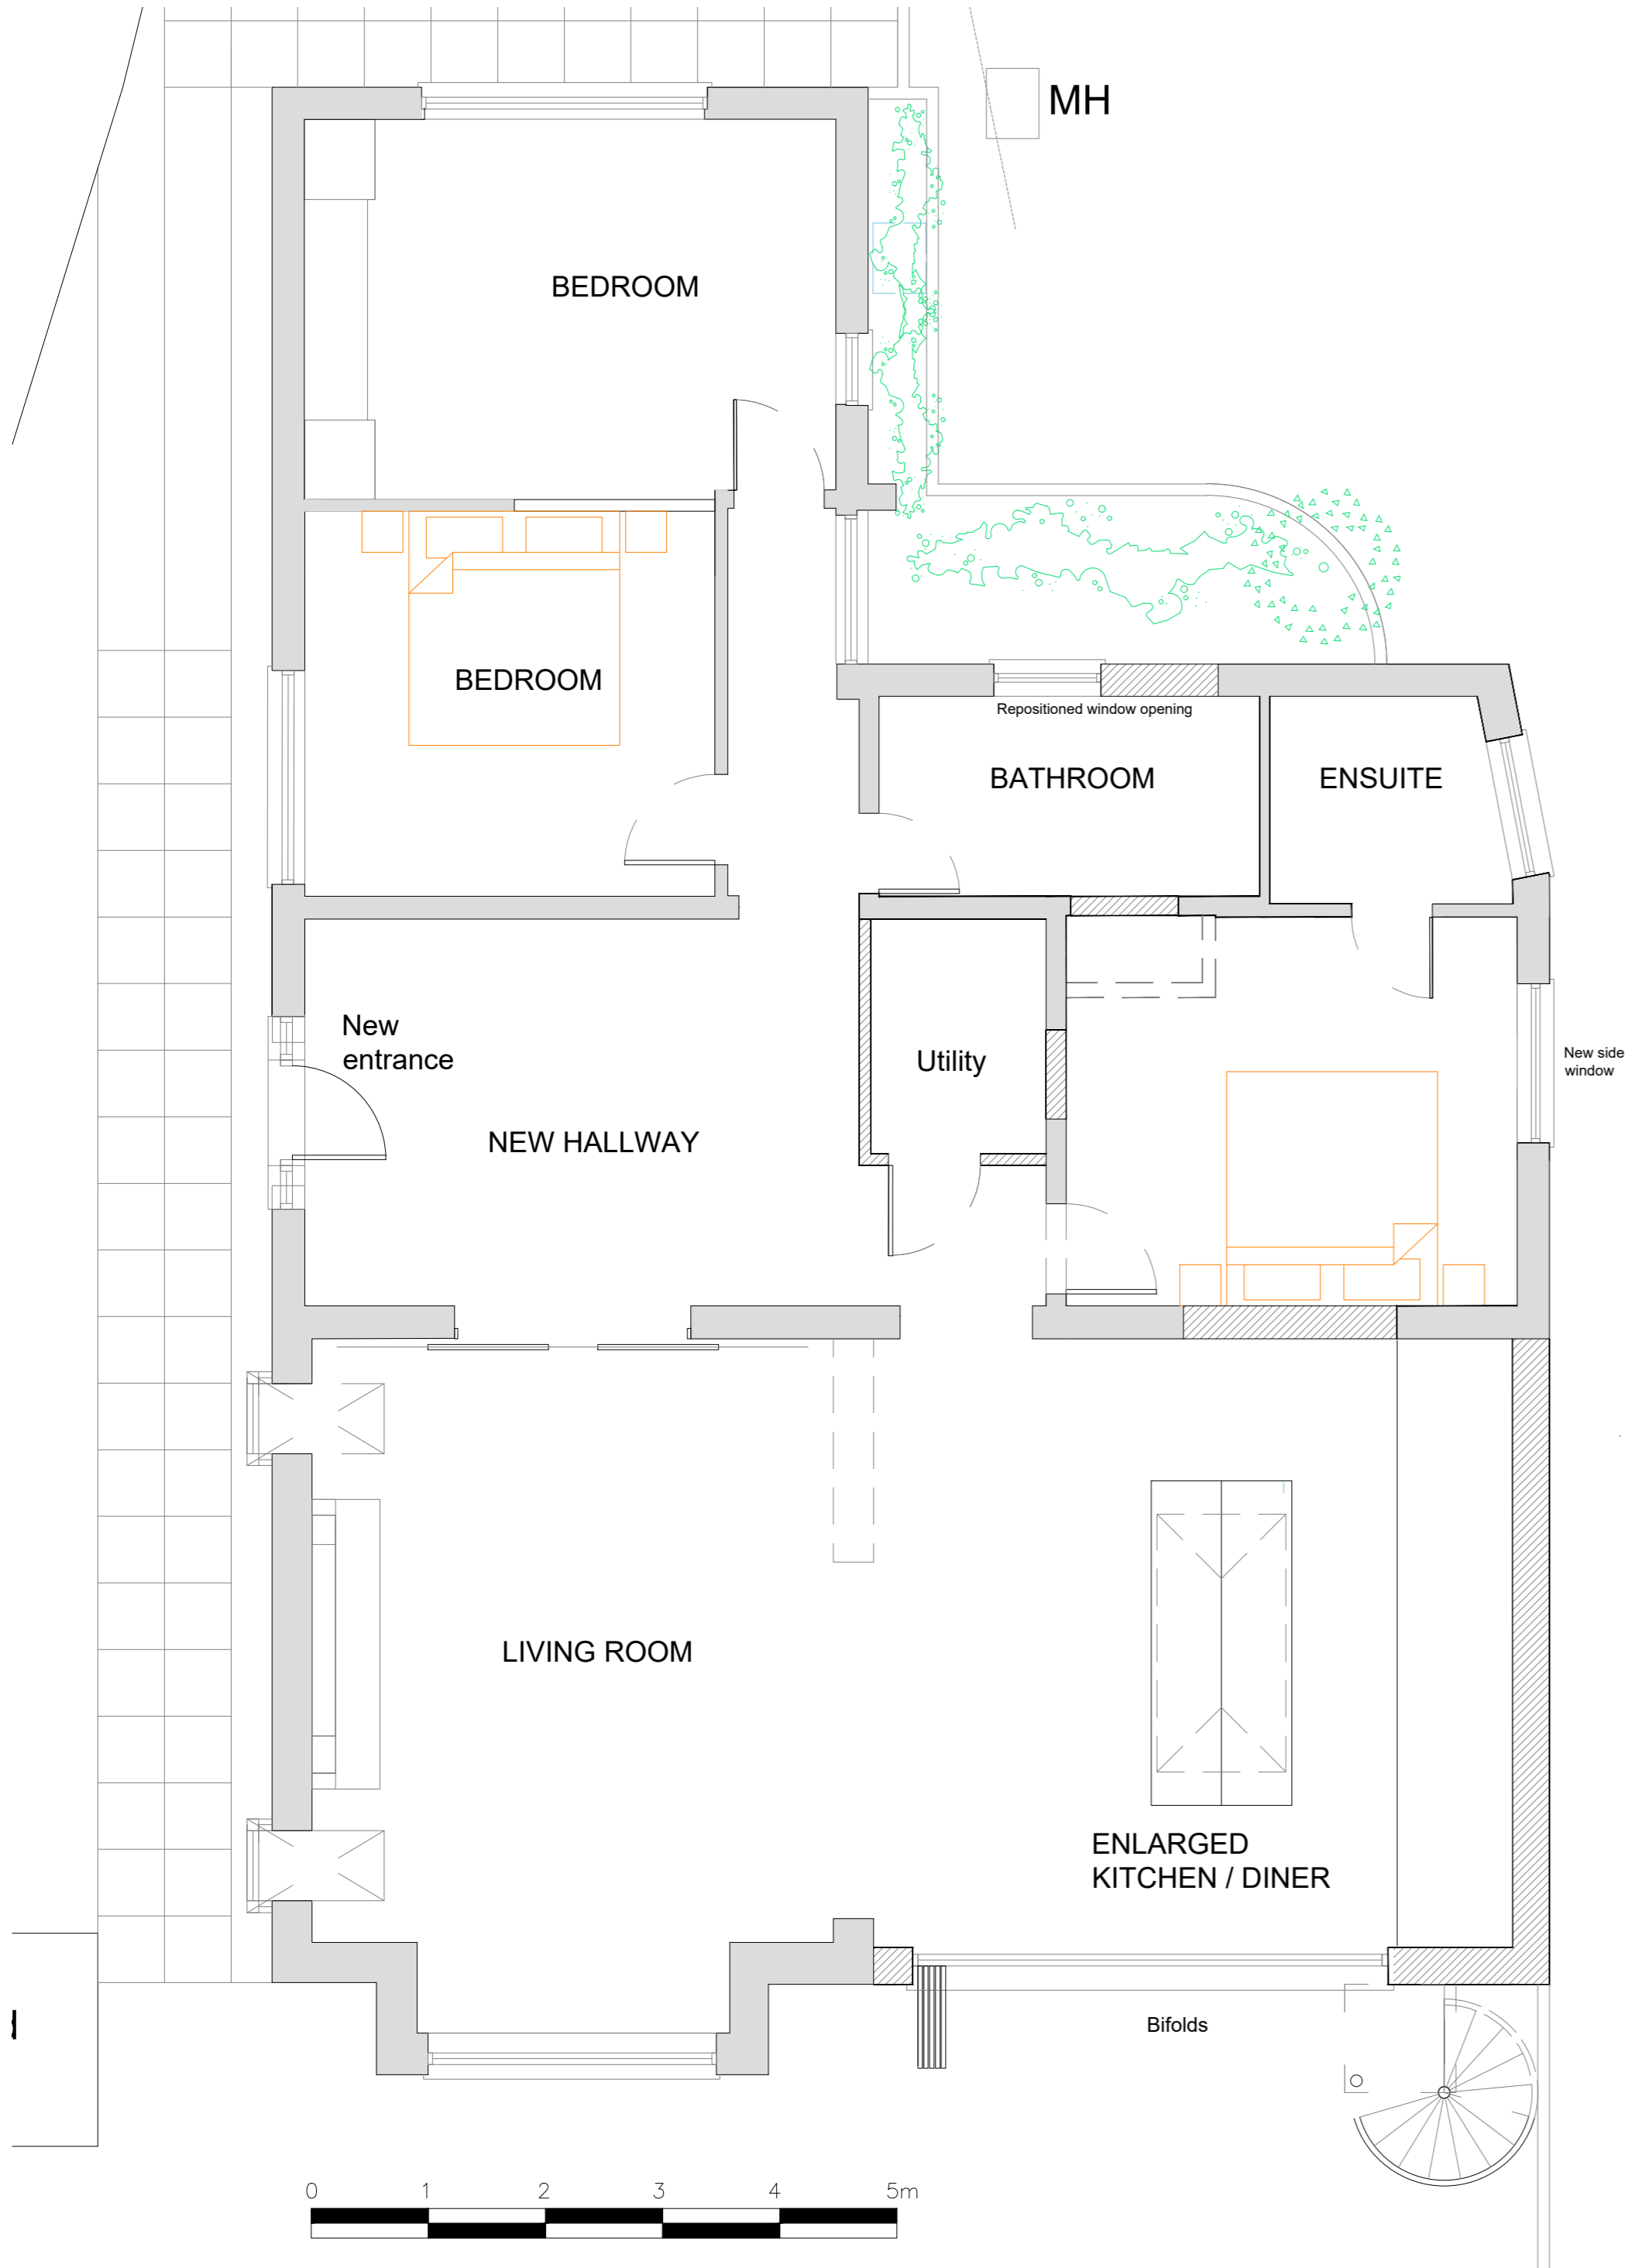 MH
BEDROOM
BEDROOM
Repositioned window opening
BATHROOM
ENSUITE
New
entrance
Utility
New side
window
NEW HALLWAY
LIVING ROOM
ENLARGED
KITCHEN / DINER
Bifolds
0 1 2 3 4 5m